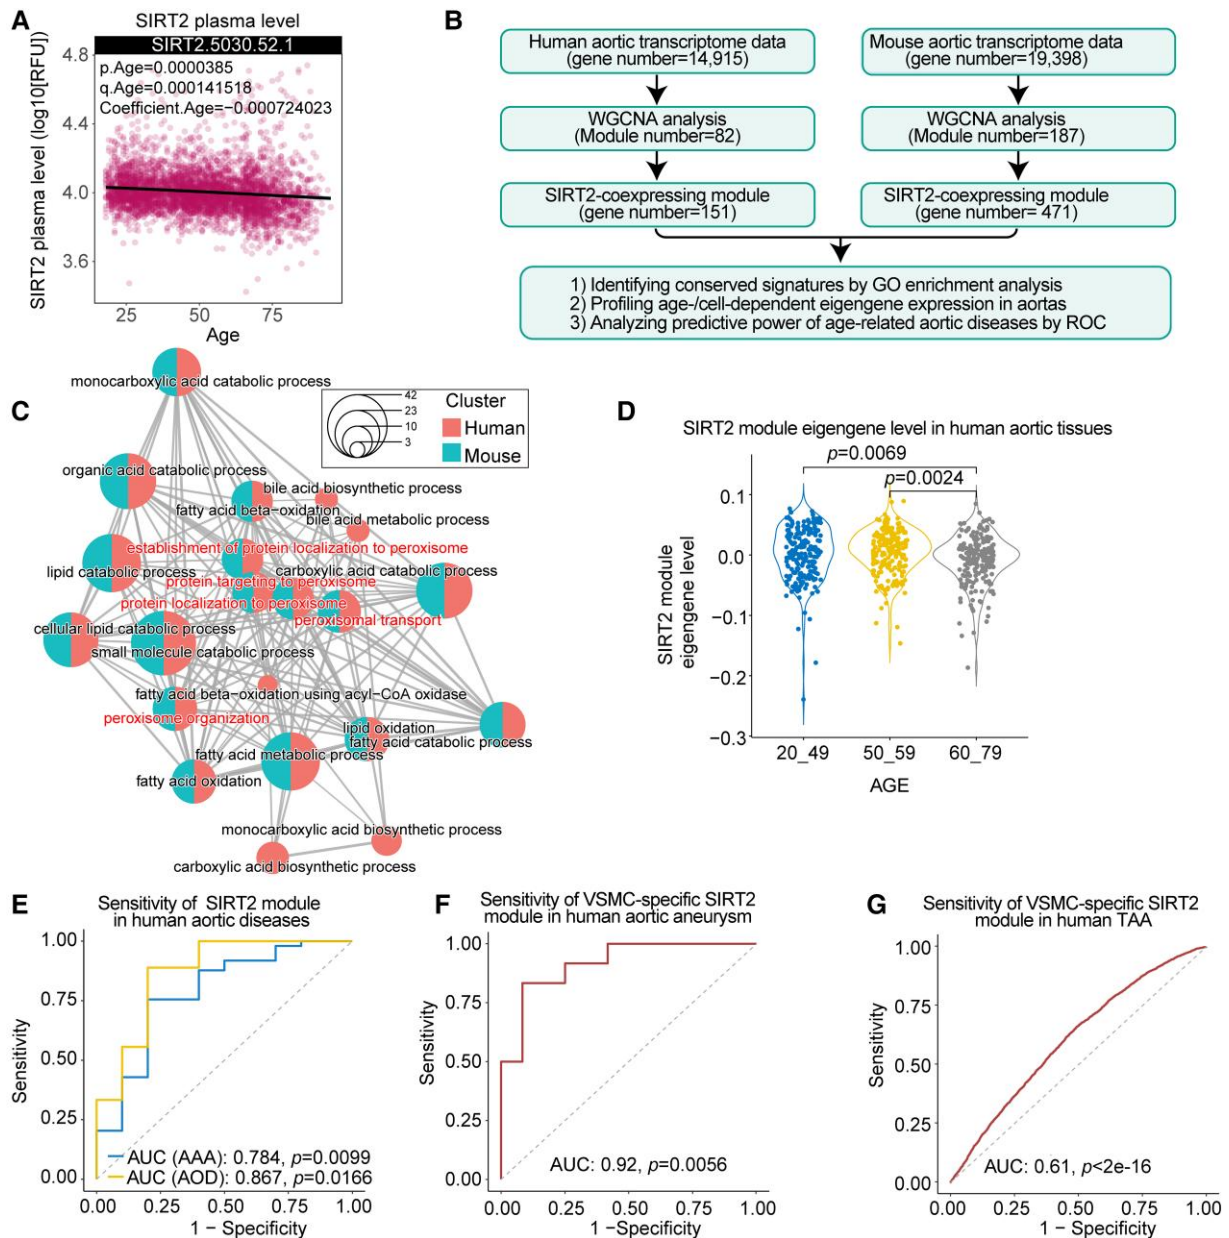 A
SIRT2 plasma level
SIRT2.5030.52.1
p.Age=0.0000385
q.Age=0.000141518
Coefficient.Age=−0.000724023
SIRT2 plasma level (log10[RFU])
4.8
4.4
4.0
3.6
25
50
75
Age
B
Human aortic transcriptome data
(gene number=14,915)
Mouse aortic transcriptome data
(gene number=19,398)
WGCNA analysis
(Module number=82)
WGCNA analysis
(Module number=187)
SIRT2-coexpressing module
(gene number=151)
SIRT2-coexpressing module
(gene number= 471)
1) Identifying conserved signatures by GO enrichment analysis
2) Profiling age-/cell-dependent eigengene expression in aortas
3) Analyzing predictive power of age-related aortic diseases by ROC
C
monocarboxylic acid catabolic process
42
23
10
3
Cluster
Human
Mouse
organic acid catabolic process
bile acid biosynthetic process
fatty acid beta−oxidation
bile acid metabolic process
establishment of protein localization to peroxisome
lipid catabolic process
carboxylic acid catabolic process
protein targeting to peroxisome
protein localization to peroxisome
peroxisomal transport
cellular lipid catabolic process
small molecule catabolic process
fatty acid beta−oxidation using acyl−CoA oxidase
peroxisome organization
lipid oxidation
fatty acid catabolic process
fatty acid metabolic process
fatty acid oxidation
monocarboxylic acid biosynthetic process
carboxylic acid biosynthetic process
D
SIRT2 module eigengene level in human aortic tissues
p=0.0069
p=0.0024
SIRT2 module
eigengene level
0.1
0.0
−0.1
−0.2
−0.3
20_49
50_59
60_79
AGE
E
Sensitivity of SIRT2 module
in human aortic diseases
Sensitivity
1.00
0.75
0.50
0.25
0.00
AUC (AAA): 0.784, p=0.0099
AUC (AOD): 0.867, p=0.0166
0.00
0.25
0.50
0.75
1.00
1 − Specificity
F
Sensitivity of VSMC-specific SIRT2
module in human aortic aneurysm
Sensitivity
1.00
0.75
0.50
0.25
0.00
AUC: 0.92, p=0.0056
0.00
0.25
0.50
0.75
1.00
1 − Specificity
G
Sensitivity of VSMC-specific SIRT2
module in human TAA
Sensitivity
1.00
0.75
0.50
0.25
0.00
AUC: 0.61, p<2e-16
0.00
0.25
0.50
0.75
1.00
1 − Specificity